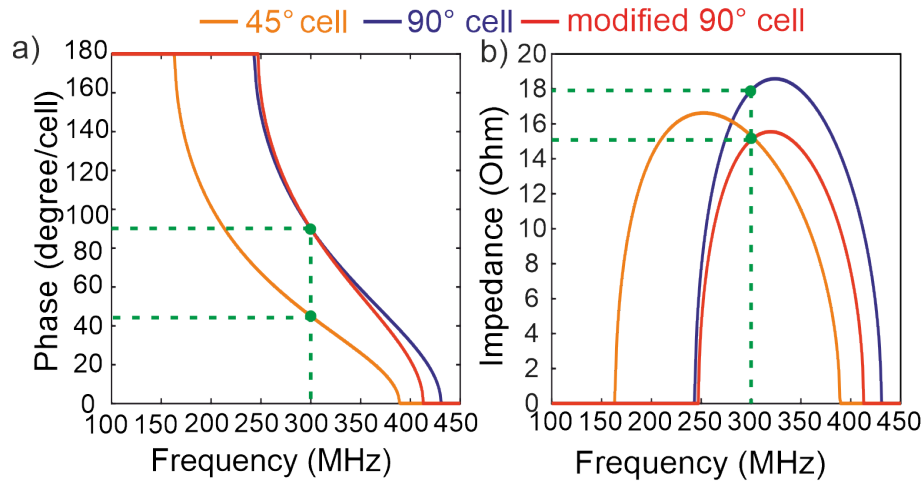 45° cell 90° cell modified 90° cell
a)
Phase (degree/cell)
180
160
140
120
100
80
60
40
20
0
100 150 200 250 300 350 400 450
Frequency (MHz)
b)
Impedance (Ohm)
20
18
16
14
12
10
8
6
4
2
0
100 150 200 250 300 350 400 450
Frequency (MHz)